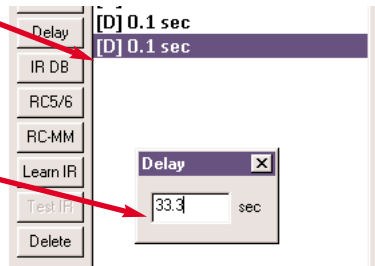 Delay
[D] 0.1 sec
[D] 0.1 sec
IR DB
RC5/6
RC-MM
Learn IR
Test IR
Delete
Delay
33.3 sec